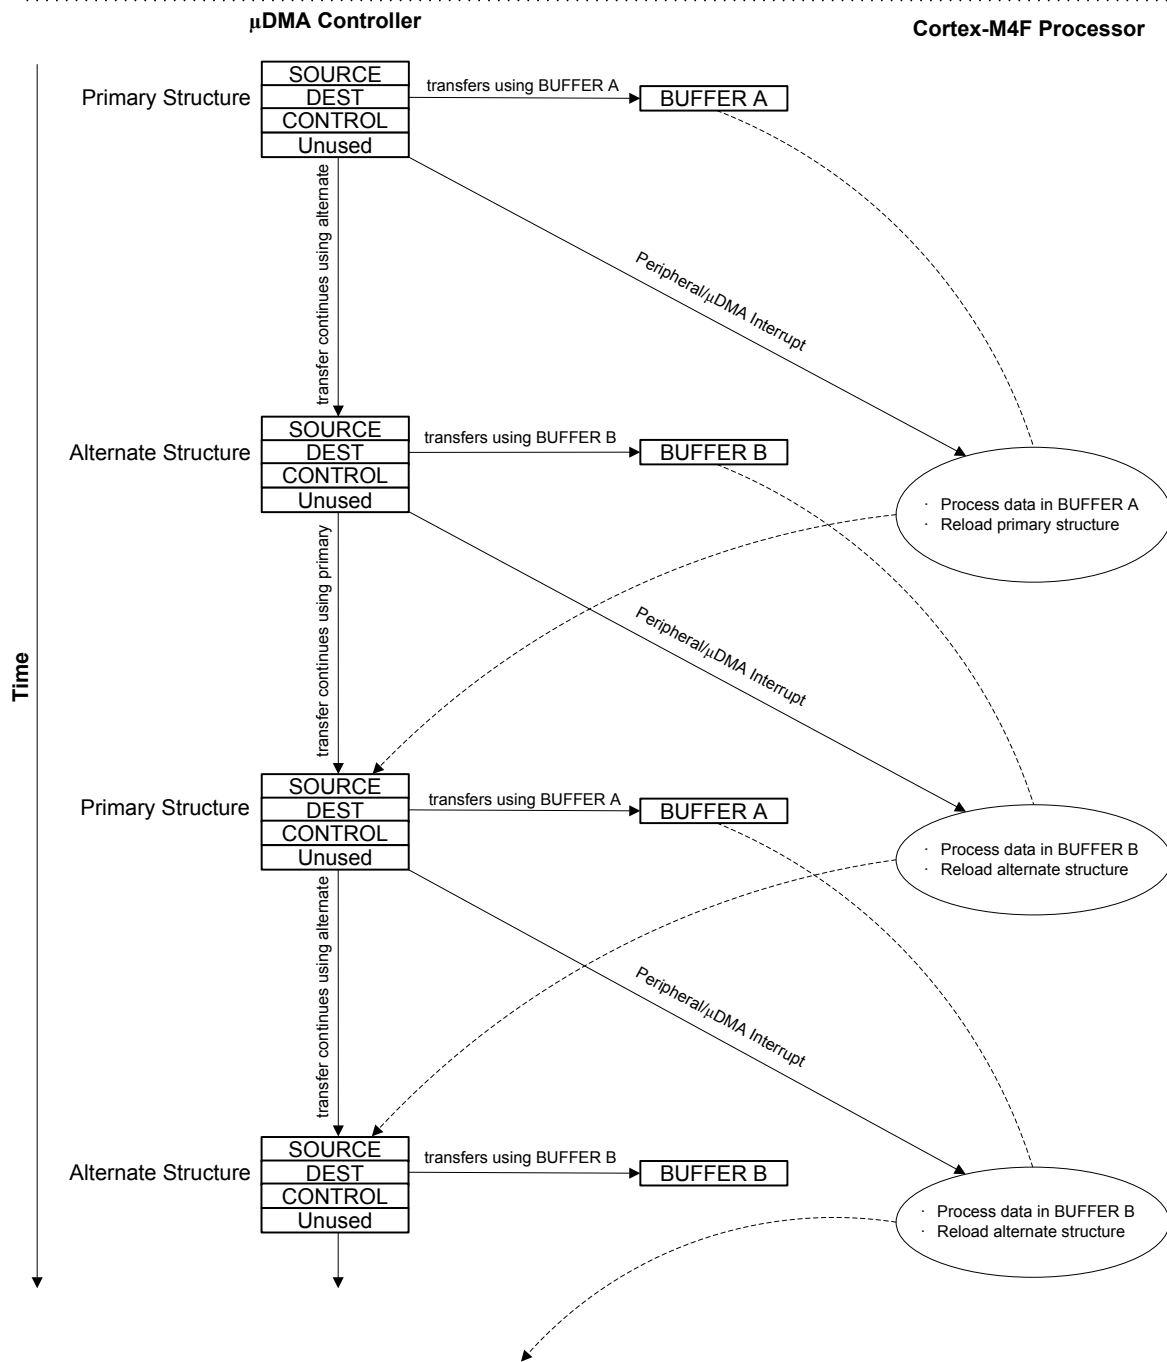 μDMA Controller
Cortex-M4F Processor
Time
Primary Structure
SOURCE
DEST
CONTROL
Unused
transfers using BUFFER A
BUFFER A
transfer continues using alternate
Peripheral/μDMA Interrupt
Alternate Structure
SOURCE
DEST
CONTROL
Unused
transfers using BUFFER B
BUFFER B
· Process data in BUFFER A
· Reload primary structure
transfer continues using primary
Peripheral/μDMA Interrupt
Primary Structure
SOURCE
DEST
CONTROL
Unused
transfers using BUFFER A
BUFFER A
· Process data in BUFFER B
· Reload alternate structure
transfer continues using alternate
Peripheral/μDMA Interrupt
Alternate Structure
SOURCE
DEST
CONTROL
Unused
transfers using BUFFER B
BUFFER B
· Process data in BUFFER B
· Reload alternate structure